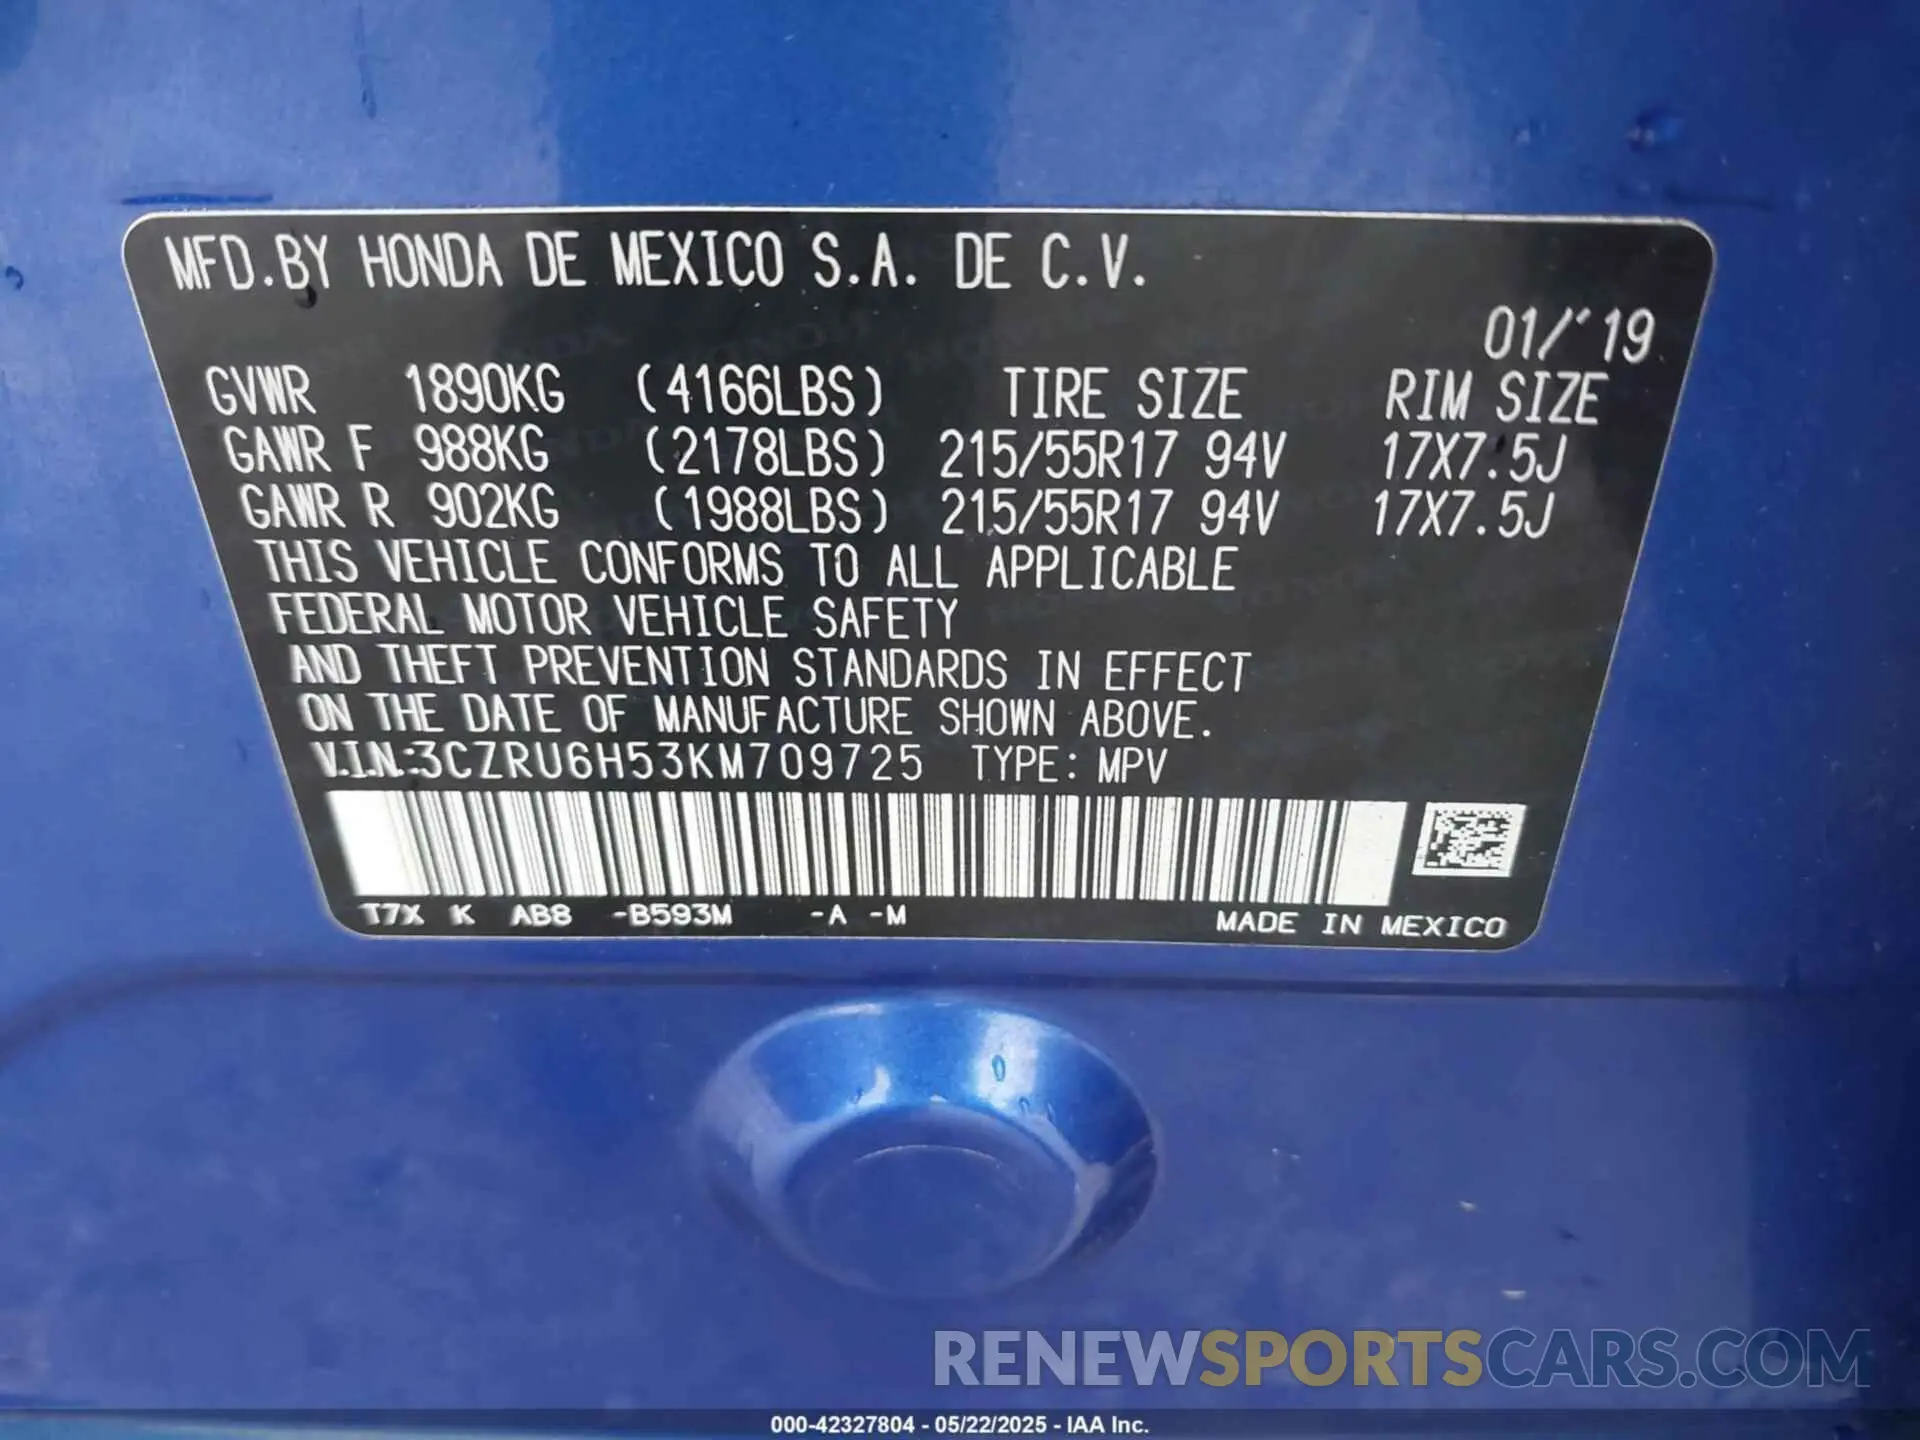 MFD.BY HONDA DE MEXICO S.A. DE C.V.
01/'19
GVWR 1890KG (4166LBS) TIRE SIZE RIM SIZE
GAWR F 988KG (2178LBS) 215/55R17 94V 17X7.5J
GAWR R 902KG (1988LBS) 215/55R17 94V 17X7.5J
THIS VEHICLE CONFORMS TO ALL APPLICABLE
FEDERAL MOTOR VEHICLE SAFETY
AND THEFT PREVENTION STANDARDS IN EFFECT
ON THE DATE OF MANUFACTURE SHOWN ABOVE.
V.I.N.:3CZRU6H53KM709725 TYPE: MPV
T7X K AB8 -B593M -A -M MADE IN MEXICO
RENEWSPORTSCARS.COM
000-42327804 - 05/22/2025 - IAA Inc.